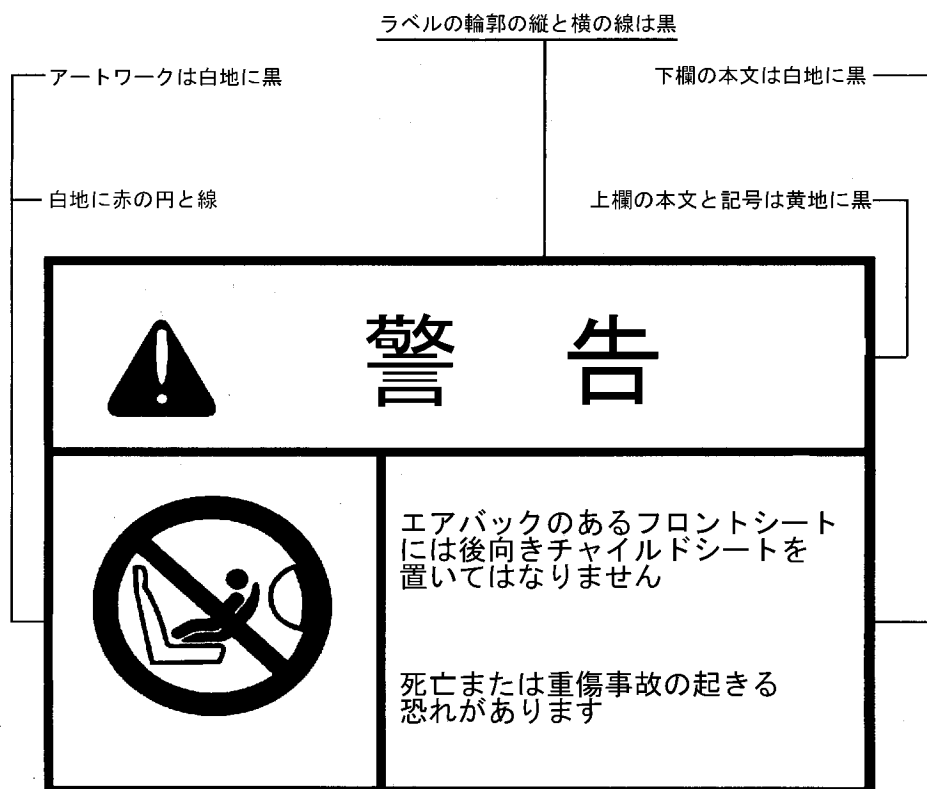 ラベルの輪郭の縦と横の線は黒
アートワークは白地に黒
下欄の本文は白地に黒
白地に赤の円と線
上欄の本文と記号は黄地に黒
警告
エアバックのあるフロントシート
には後向きチャイルドシートを
置いてはなりません
死亡または重傷事故の起きる
恐れがあります